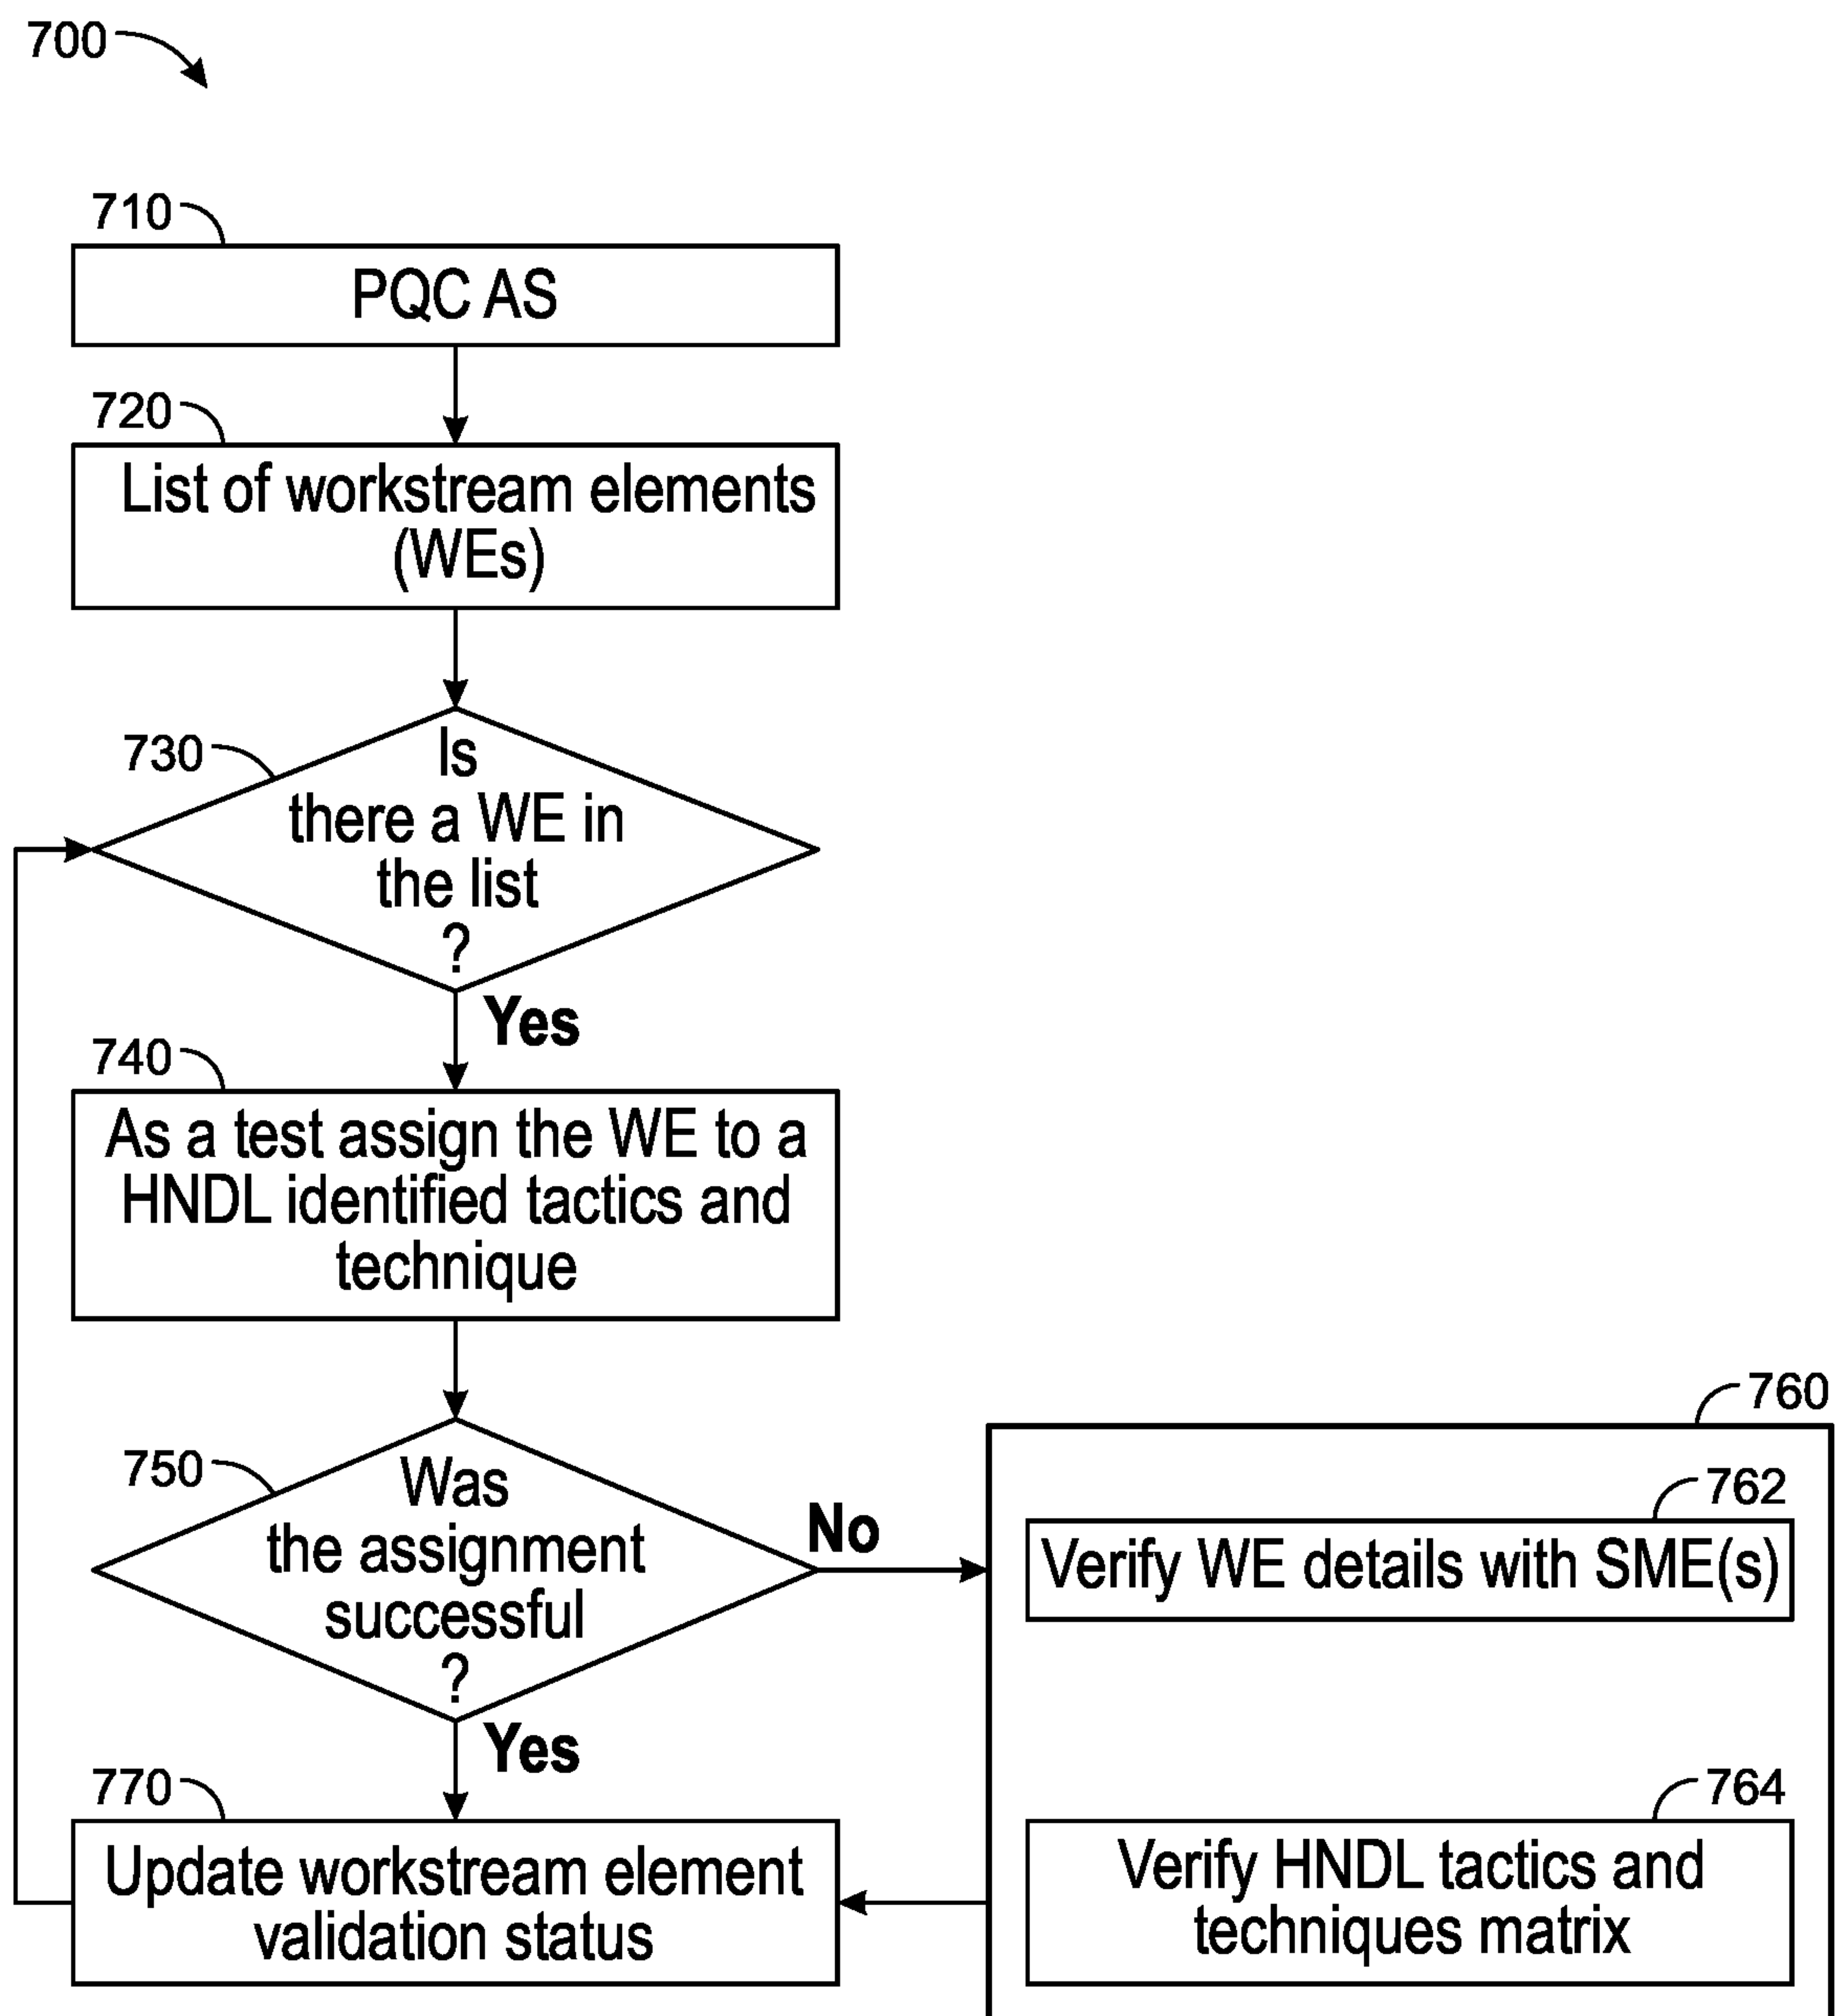 700
710
PQC AS
720
List of workstream elements
(WEs)
730
Is
there a WE in
the list
?
Yes
740
As a test assign the WE to a
HNDL identified tactics and
technique
750
Was
the assignment
successful
?
No
Yes
760
762
Verify WE details with SME(s)
764
Verify HNDL tactics and
techniques matrix
770
Update workstream element
validation status